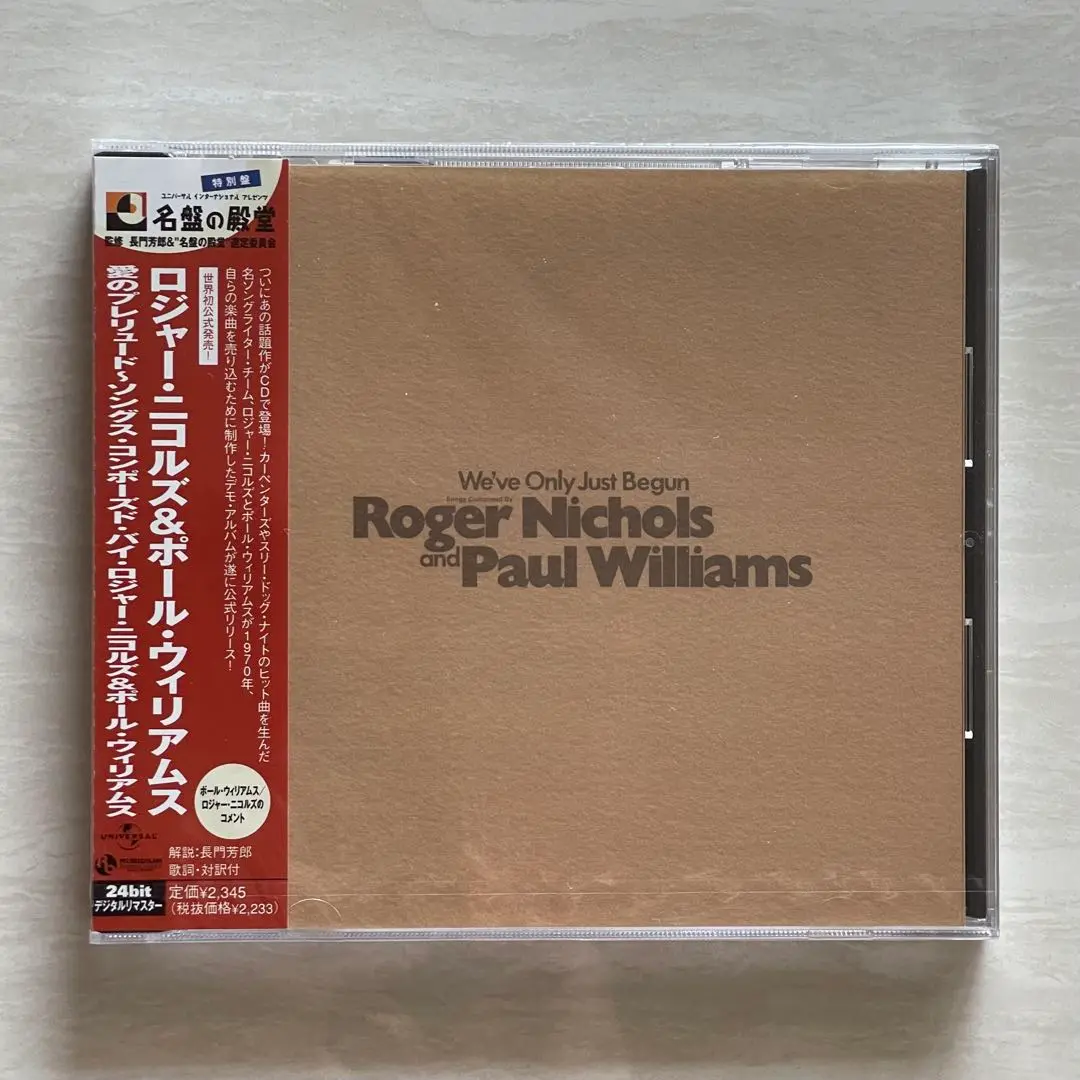 特別盤
ユニバーサル インターナショナル プレゼンツ
名盤の殿堂
監修 長門芳郎&"名盤の殿堂"選定委員会
ついにあの話題作がCDで登場!カーペンターズやスリー・ドッグ・ナイトのヒット曲を生んだ
名ソングライター・チーム、ロジャー・ニコルズとポール・ウィリアムスが1970年、
自らの楽曲を売り込むために制作したデモ・アルバムが遂に公式リリース!
世界初公式発売!
ロジャー・ニコルズ&ポール・ウィリアムス
愛のプレリュード~ソングス・コンポーズド・バイ・ロジャー・ニコルズ&ポール・ウィリアムス
ポール・ウィリアムス/
ロジャー・ニコルズの
コメント
UNIVERSAL
解説:長門芳郎
歌詞・対訳付
24bit
デジタルリマスター
定価¥2,345
(税抜価格¥2,233)
We've Only Just Begun
Songs Composed By
Roger Nichols
and Paul Williams